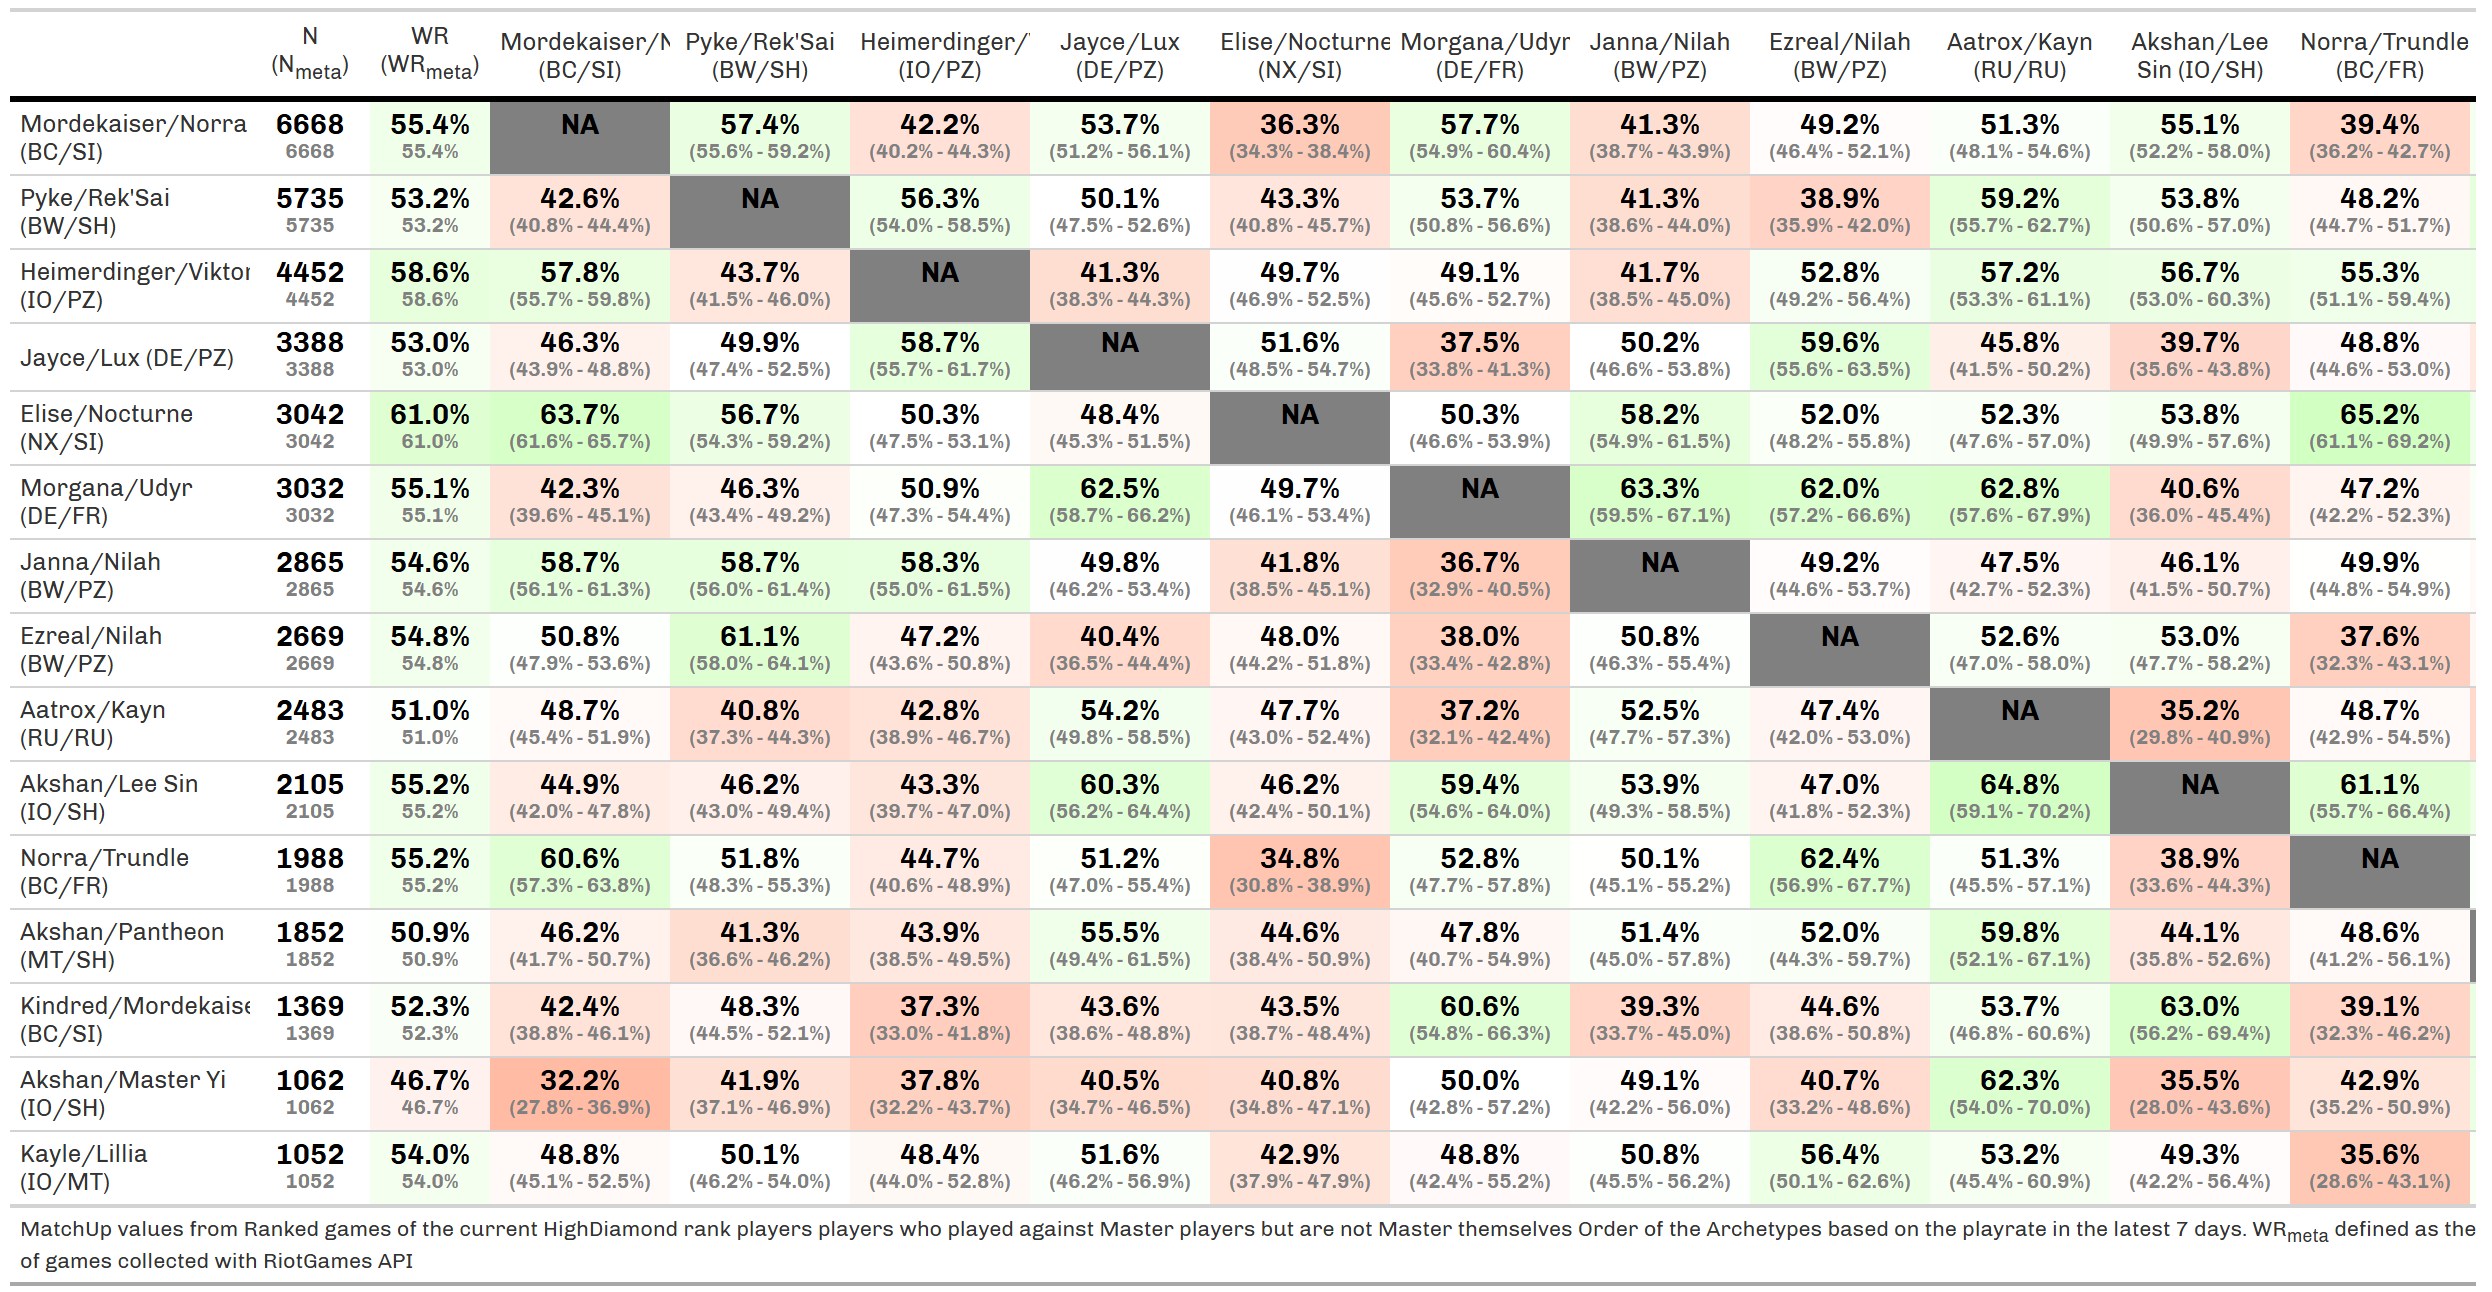 N WR Mordekaiser/N Pyke/Rek'Sai Heimerdinger/ Jayce/Lux Elise/Nocturne Morgana/Udyr Janna/Nilah Ezreal/Nilah Aatrox/Kayn Akshan/Lee Norra/Trundle
(Nmeta) (WRmeta) (BC/SI) (BW/SH) (IO/PZ) (DE/PZ) (NX/SI) (DE/FR) (BW/PZ) (BW/PZ) (RU/RU) Sin (IO/SH) (BC/FR)
Mordekaiser/Norra 6668 55.4% NA 57.4% 42.2% 53.7% 36.3% 57.7% 41.3% 49.2% 51.3% 55.1% 39.4%
(BC/SI) 6668 55.4% (55.6% - 59.2%) (40.2% - 44.3%) (51.2% - 56.1%) (34.3% - 38.4%) (54.9% - 60.4%) (38.7% - 43.9%) (46.4% - 52.1%) (48.1% - 54.6%) (52.2% - 58.0%) (36.2% - 42.7%)
Pyke/Rek'Sai 5735 53.2% 42.6% NA 56.3% 50.1% 43.3% 53.7% 41.3% 38.9% 59.2% 53.8% 48.2%
(BW/SH) 5735 53.2% (40.8% - 44.4%) (54.0% - 58.5%) (47.5% - 52.6%) (40.8% - 45.7%) (50.8% - 56.6%) (38.6% - 44.0%) (35.9% - 42.0%) (55.7% - 62.7%) (50.6% - 57.0%) (44.7% - 51.7%)
Heimerdinger/Viktor 4452 58.6% 57.8% 43.7% NA 41.3% 49.7% 49.1% 41.7% 52.8% 57.2% 56.7% 55.3%
(IO/PZ) 4452 58.6% (55.7% - 59.8%) (41.5% - 46.0%) (38.3% - 44.3%) (46.9% - 52.5%) (45.6% - 52.7%) (38.5% - 45.0%) (49.2% - 56.4%) (53.3% - 61.1%) (53.0% - 60.3%) (51.1% - 59.4%)
Jayce/Lux (DE/PZ) 3388 53.0% 46.3% 49.9% 58.7% NA 51.6% 37.5% 50.2% 59.6% 45.8% 39.7% 48.8%
3388 53.0% (43.9% - 48.8%) (47.4% - 52.5%) (55.7% - 61.7%) (48.5% - 54.7%) (33.8% - 41.3%) (46.6% - 53.8%) (55.6% - 63.5%) (41.5% - 50.2%) (35.6% - 43.8%) (44.6% - 53.0%)
Elise/Nocturne 3042 61.0% 63.7% 56.7% 50.3% 48.4% NA 50.3% 58.2% 52.0% 52.3% 53.8% 65.2%
(NX/SI) 3042 61.0% (61.6% - 65.7%) (54.3% - 59.2%) (47.5% - 53.1%) (45.3% - 51.5%) (46.6% - 53.9%) (54.9% - 61.5%) (48.2% - 55.8%) (47.6% - 57.0%) (49.9% - 57.6%) (61.1% - 69.2%)
Morgana/Udyr 3032 55.1% 42.3% 46.3% 50.9% 62.5% 49.7% NA 63.3% 62.0% 62.8% 40.6% 47.2%
(DE/FR) 3032 55.1% (39.6% - 45.1%) (43.4% - 49.2%) (47.3% - 54.4%) (58.7% - 66.2%) (46.1% - 53.4%) (59.5% - 67.1%) (57.2% - 66.6%) (57.6% - 67.9%) (36.0% - 45.4%) (42.2% - 52.3%)
Janna/Nilah 2865 54.6% 58.7% 58.7% 58.3% 49.8% 41.8% 36.7% NA 49.2% 47.5% 46.1% 49.9%
(BW/PZ) 2865 54.6% (56.1% - 61.3%) (56.0% - 61.4%) (55.0% - 61.5%) (46.2% - 53.4%) (38.5% - 45.1%) (32.9% - 40.5%) (44.6% - 53.7%) (42.7% - 52.3%) (41.5% - 50.7%) (44.8% - 54.9%)
Ezreal/Nilah 2669 54.8% 50.8% 61.1% 47.2% 40.4% 48.0% 38.0% 50.8% NA 52.6% 53.0% 37.6%
(BW/PZ) 2669 54.8% (47.9% - 53.6%) (58.0% - 64.1%) (43.6% - 50.8%) (36.5% - 44.4%) (44.2% - 51.8%) (33.4% - 42.8%) (46.3% - 55.4%) (47.0% - 58.0%) (47.7% - 58.2%) (32.3% - 43.1%)
Aatrox/Kayn 2483 51.0% 48.7% 40.8% 42.8% 54.2% 47.7% 37.2% 52.5% 47.4% NA 35.2% 48.7%
(RU/RU) 2483 51.0% (45.4% - 51.9%) (37.3% - 44.3%) (38.9% - 46.7%) (49.8% - 58.5%) (43.0% - 52.4%) (32.1% - 42.4%) (47.7% - 57.3%) (42.0% - 53.0%) (29.8% - 40.9%) (42.9% - 54.5%)
Akshan/Lee Sin 2105 55.2% 44.9% 46.2% 43.3% 60.3% 46.2% 59.4% 53.9% 47.0% 64.8% NA 61.1%
(IO/SH) 2105 55.2% (42.0% - 47.8%) (43.0% - 49.4%) (39.7% - 47.0%) (56.2% - 64.4%) (42.4% - 50.1%) (54.6% - 64.0%) (49.3% - 58.5%) (41.8% - 52.3%) (59.1% - 70.2%) (55.7% - 66.4%)
Norra/Trundle 1988 55.2% 60.6% 51.8% 44.7% 51.2% 34.8% 52.8% 50.1% 62.4% 51.3% 38.9% NA
(BC/FR) 1988 55.2% (57.3% - 63.8%) (48.3% - 55.3%) (40.6% - 48.9%) (47.0% - 55.4%) (30.8% - 38.9%) (47.7% - 57.8%) (45.1% - 55.2%) (56.9% - 67.7%) (45.5% - 57.1%) (33.6% - 44.3%)
Akshan/Pantheon 1852 50.9% 46.2% 41.3% 43.9% 55.5% 44.6% 47.8% 51.4% 52.0% 59.8% 44.1% 48.6%
(MT/SH) 1852 50.9% (41.7% - 50.7%) (36.6% - 46.2%) (38.5% - 49.5%) (49.4% - 61.5%) (38.4% - 50.9%) (40.7% - 54.9%) (45.0% - 57.8%) (44.3% - 59.7%) (52.1% - 67.1%) (35.8% - 52.6%) (41.2% - 56.1%)
Kindred/Mordekaise 1369 52.3% 42.4% 48.3% 37.3% 43.6% 43.5% 60.6% 39.3% 44.6% 53.7% 63.0% 39.1%
(BC/SI) 1369 52.3% (38.8% - 46.1%) (44.5% - 52.1%) (33.0% - 41.8%) (38.6% - 48.8%) (38.7% - 48.4%) (54.8% - 66.3%) (33.7% - 45.0%) (38.6% - 50.8%) (46.8% - 60.6%) (56.2% - 69.4%) (32.3% - 46.2%)
Akshan/Master Yi 1062 46.7% 32.2% 41.9% 37.8% 40.5% 40.8% 50.0% 49.1% 40.7% 62.3% 35.5% 42.9%
(IO/SH) 1062 46.7% (27.8% - 36.9%) (37.1% - 46.9%) (32.2% - 43.7%) (34.7% - 46.5%) (34.8% - 47.1%) (42.8% - 57.2%) (42.2% - 56.0%) (33.2% - 48.6%) (54.0% - 70.0%) (28.0% - 43.6%) (35.2% - 50.9%)
Kayle/Lillia 1052 54.0% 48.8% 50.1% 48.4% 51.6% 42.9% 48.8% 50.8% 56.4% 53.2% 49.3% 35.6%
(IO/MT) 1052 54.0% (45.1% - 52.5%) (46.2% - 54.0%) (44.0% - 52.8%) (46.2% - 56.9%) (37.9% - 47.9%) (42.4% - 55.2%) (45.5% - 56.2%) (50.1% - 62.6%) (45.4% - 60.9%) (42.2% - 56.4%) (28.6% - 43.1%)
MatchUp values from Ranked games of the current HighDiamond rank players players who played against Master players but are not Master themselves Order of the Archetypes based on the playrate in the latest 7 days. WRmeta defined as the
of games collected with RiotGames API